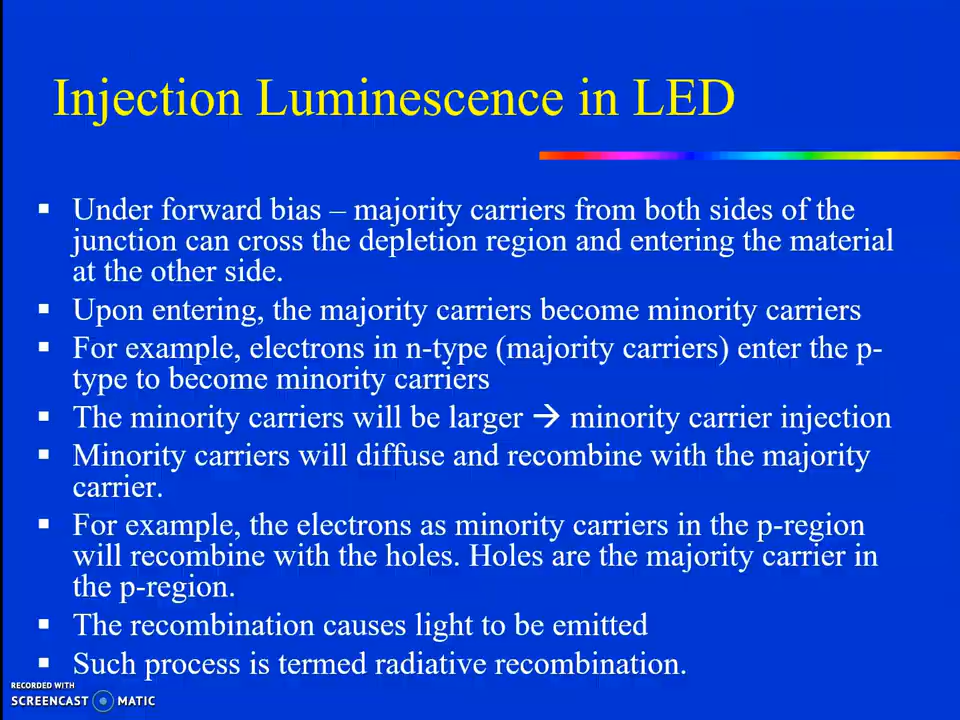 Injection Luminescence in LED
▪ Under forward bias – majority carriers from both sides of the
junction can cross the depletion region and entering the material
at the other side.
▪ Upon entering, the majority carriers become minority carriers
▪ For example, electrons in n-type (majority carriers) enter the p-
type to become minority carriers
▪ The minority carriers will be larger → minority carrier injection
▪ Minority carriers will diffuse and recombine with the majority
carrier.
▪ For example, the electrons as minority carriers in the p-region
will recombine with the holes. Holes are the majority carrier in
the p-region.
▪ The recombination causes light to be emitted
▪ Such process is termed radiative recombination.
RECORDED WITH
SCREENCAST MATIC